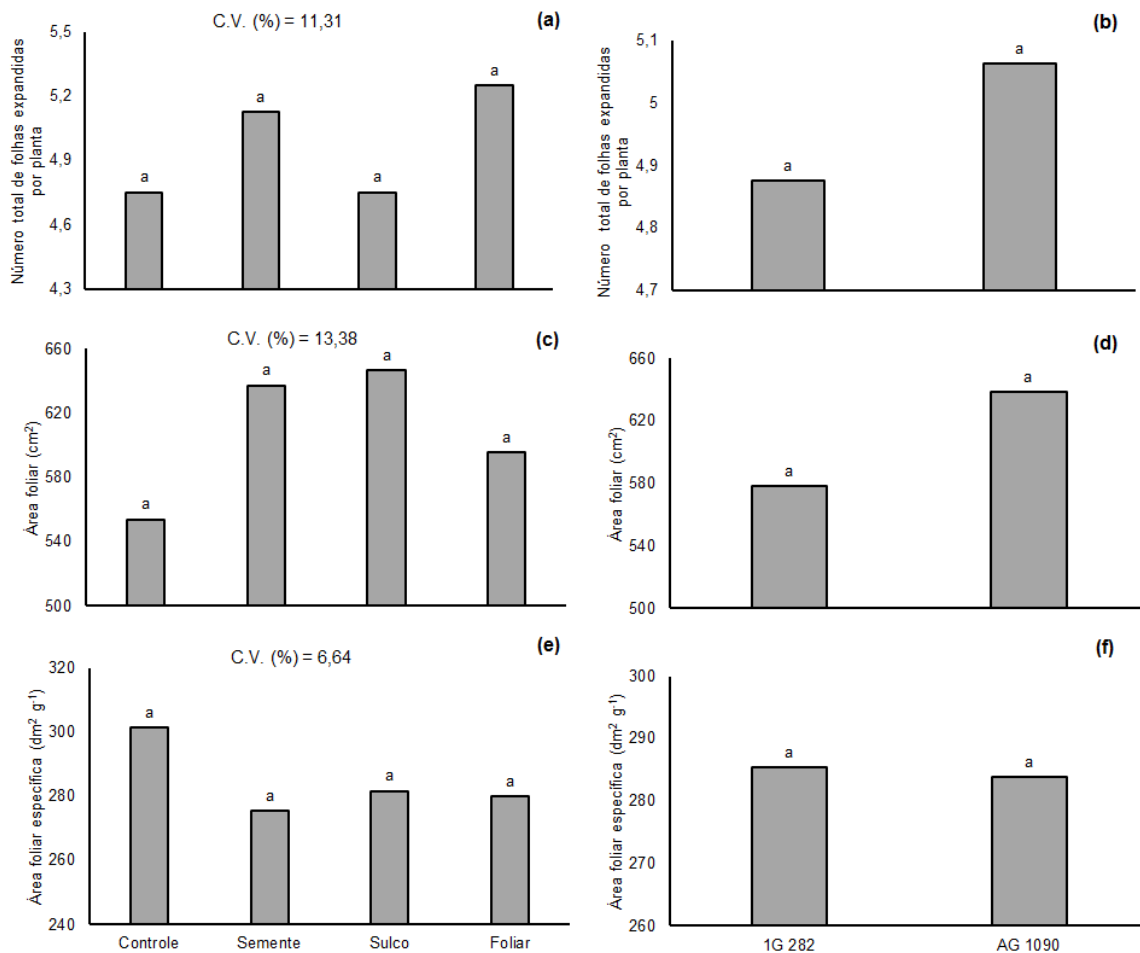 C.V. (%) = 11,31
(a)
Número total de folhas expandidas
por planta
5,5
5,2
4,9
4,6
4,3
a
a
a
a
(b)
Número total de folhas expandidas
por planta
5,1
5
4,9
4,8
4,7
a
a
C.V. (%) = 13,38
(c)
Área foliar (cm²)
660
620
580
540
500
a
a
a
a
(d)
Área foliar (cm²)
660
620
580
540
500
a
a
C.V. (%) = 6,64
(e)
Área foliar específica (dm² g⁻¹)
320
300
280
260
240
a
a
a
a
Controle
Semente
Sulco
Foliar
(f)
Área foliar específica (dm² g⁻¹)
300
290
280
270
260
a
a
1G 282
AG 1090